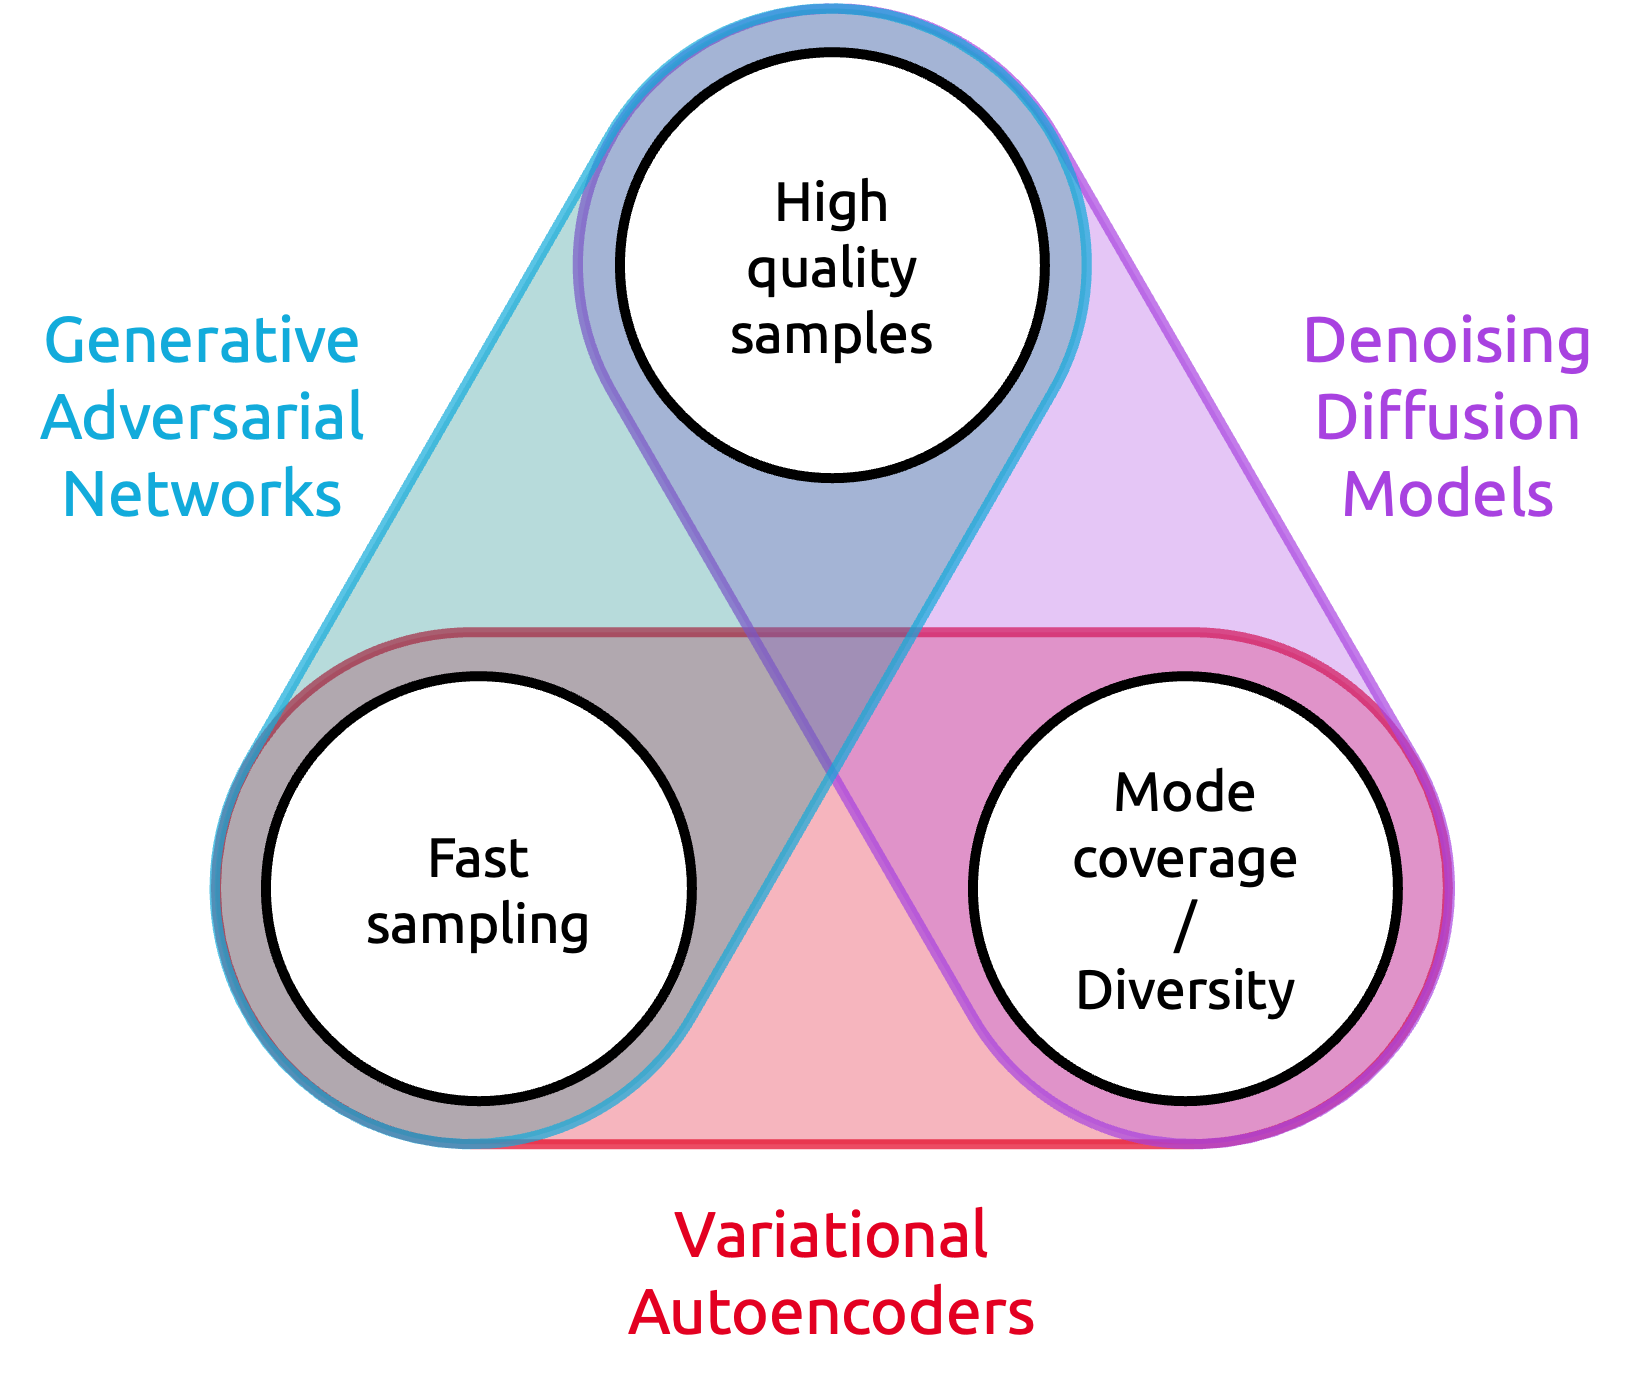 High
quality
samples
Generative
Adversarial
Networks
Denoising
Diffusion
Models
Fast
sampling
Mode
coverage
/
Diversity
Variational
Autoencoders